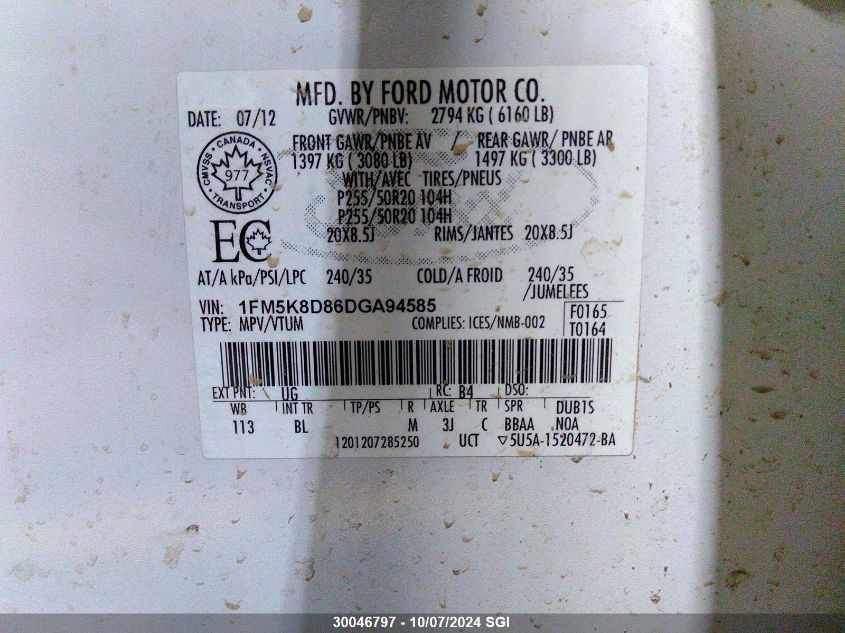 MFD. BY FORD MOTOR CO.
DATE: 07/12 GVWR/PNBV: 2794 KG ( 6160 LB)
FRONT GAWR/PNBE AV / REAR GAWR/ PNBE AR
1397 KG ( 3080 LB) 1497 KG ( 3300 LB)
WITH/AVEC TIRES/PNEUS
P255/50R20 104H
P255/50R20 104H
20X8.5J RIMS/JANTES 20X8.5J
CMVSS • CANADA • NSVAC • TRANSPORT •
977
EC
AT/A kPa/PSI/LPC 240/35 COLD/A FROID 240/35
/JUMELEES
VIN: 1FM5K8D86DGA94585
TYPE: MPV/VTUM COMPLIES: ICES/NMB-002
F0165
T0164
EXT PNT: UG RC: B4 DSO:
WB INT TR TP/PS R AXLE TR SPR DUB1S
113 BL M 3J C BBAA N0A
1201207285250 UCT ▽5U5A-1520472-BA
30046797 - 10/07/2024 SGI